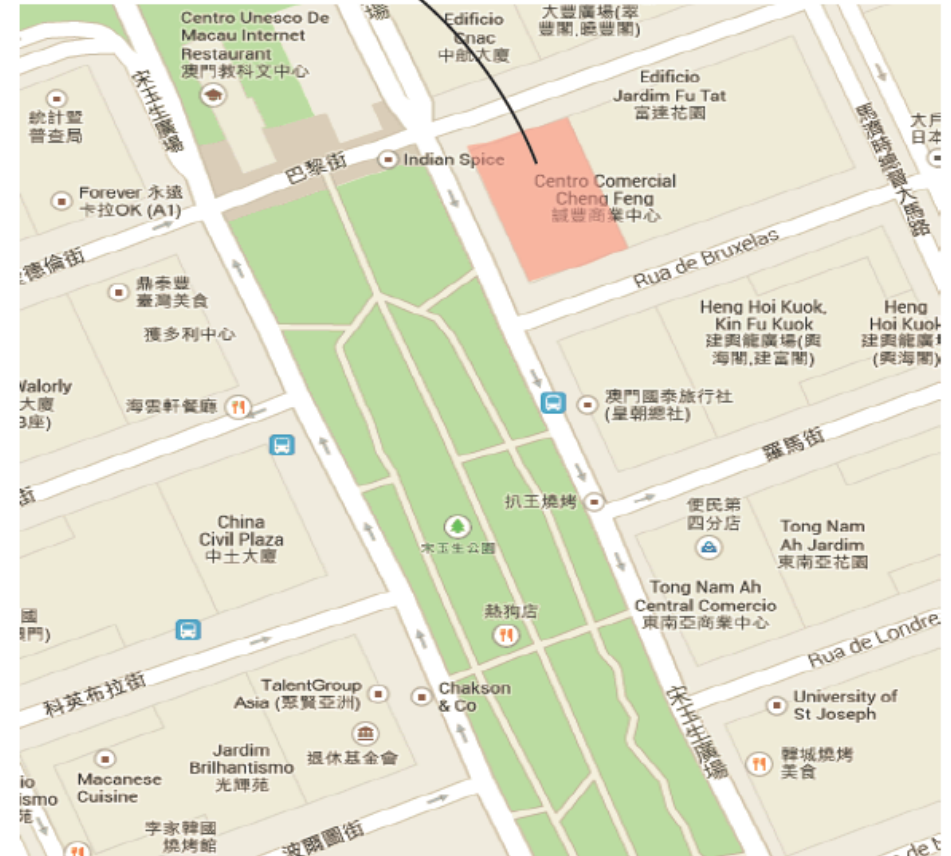 Centro Unesco De
Macau Internet
Restaurant
澳門教科文中心
Edificio
Cnac
中航大廈
大豐廣場(翠
豐閣,曉豐閣)
Edificio
Jardim Fu Tat
富達花園
統計暨
普查局
宋玉生廣場
巴黎街
Indian Spice
Centro Comercial
Cheng Feng
誠豐商業中心
Forever 永遠
卡拉OK (A1)
德倫街
Rua de Bruxelas
鼎泰豐
臺灣美食
獲多利中心
Heng Hoi Kuok,
Kin Fu Kuok
建興龍廣場(興
海閣,建富閣)
Heng
Hoi Kuok
建興龍廣場
(興海閣)
大廈
海雲軒餐廳
澳門國泰旅行社
(皇朝總社)
羅馬街
扒王燒烤
便民第
四分店
Tong Nam
Ah Jardim
東南亞花園
China
Civil Plaza
中土大廈
宋玉生公園
Tong Nam Ah
Central Comercio
東南亞商業中心
熱狗店
Rua de Londre
科英布拉街
TalentGroup
Asia (聚賢亞洲)
Chakson
& Co
宋玉生廣場
University of
St Joseph
退休基金會
Jardim
Brilhantismo
光輝苑
Macanese
Cuisine
韓城燒烤
美食
字家韓國
燒烤館
波爾圖街